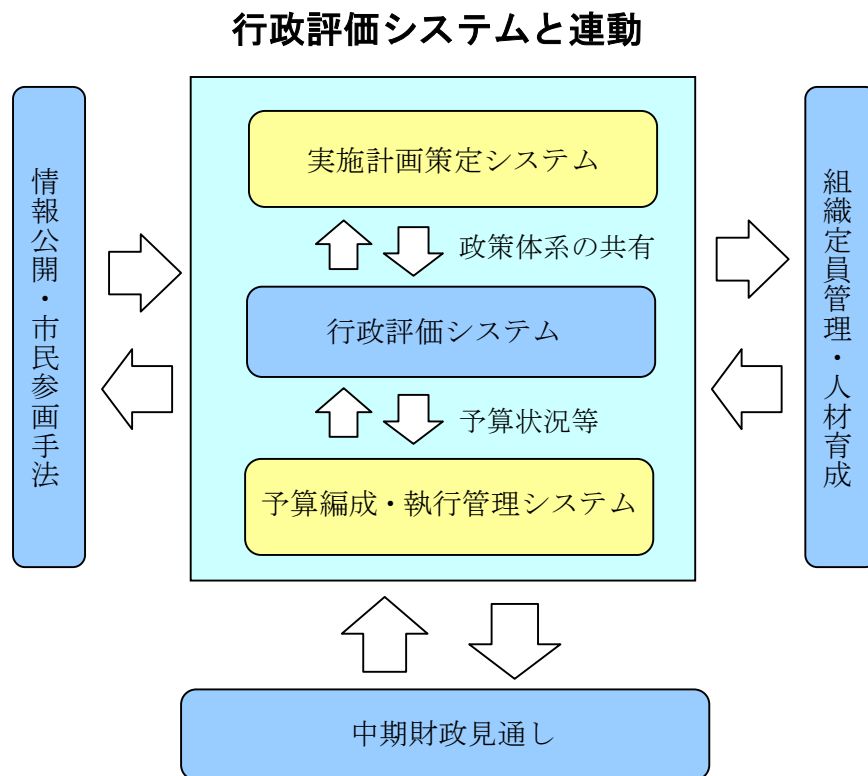 行政評価システムと連動
情報公開・市民参画手法
実施計画策定システム
政策体系の共有
行政評価システム
予算状況等
予算編成・執行管理システム
組織定員管理・人材育成
中期財政見通し